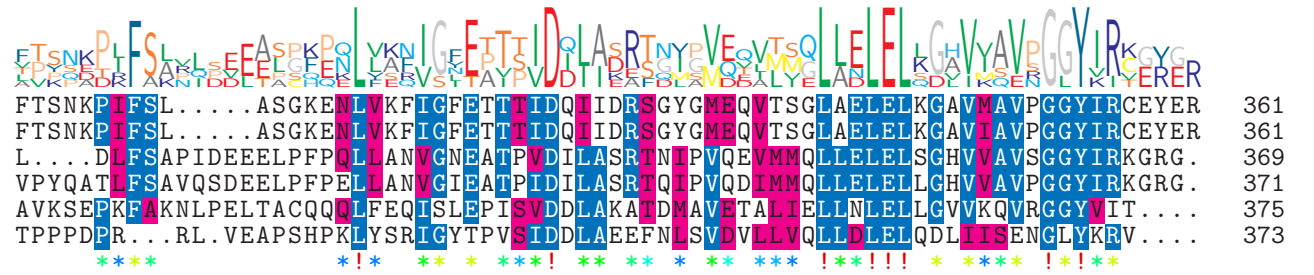 FTSNKPIFSL.....ASGKENLVKFIGFETTTIDQIIDRSGYGMEQVTSGLAELELKGAVMAVPGGYIRCEYER 361
FTSNKPIFSL.....ASGKENLVKFIGFETTTIDQIIDRSGYGMEQVTSGLAELELKGAVIAVPGGYIRCEYER 361
L....DLFSAPIDEEELPFPQLLANVGNEATPVDILASRTNIPVQEVMMQLLELELSGHVVAVSGGYIRKGRG. 369
VPYQATLFSAVQSDEELPFPELLANVGIEATPIDILASRTQIPVQDIMMQLLELELLGHVVAVPGGYIRKGRG. 371
AVKSEPKFAKNLPELTACQQQLFEQISLEPISVDDLAKATDMAVETALIELLNLELLGVVKQVRGGYVIT.... 375
TPPPDPR...RL.VEAPSHPKLYSRIGYTPVSIDDLAEEFNLSVDVLLVQLLDLELQDLIISENGLYKRV.... 373
**** *!* ** * ***! ** ** * * *** !**!!! * *** !*!**